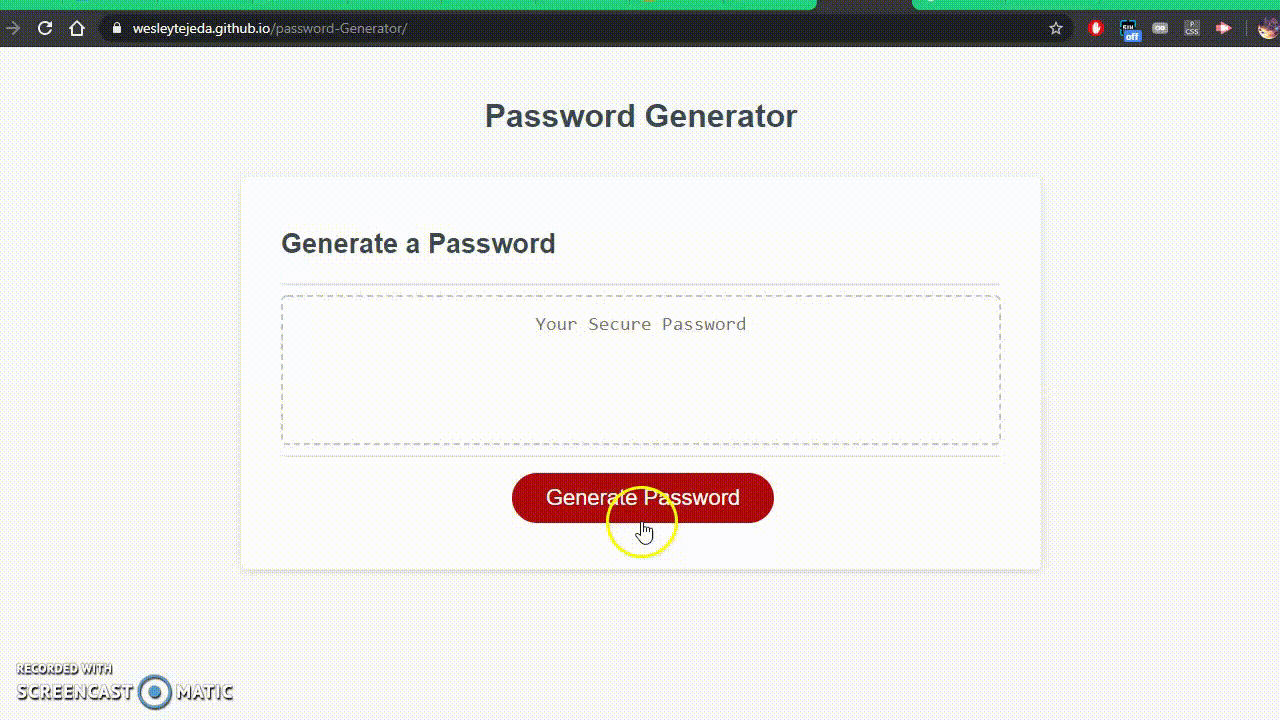 wesleytejeda.github.io/password-Generator/
off
CSS
Password Generator
Generate a Password
Your Secure Password
Generate Password
RECORDED WITH
SCREENCAST MATIC